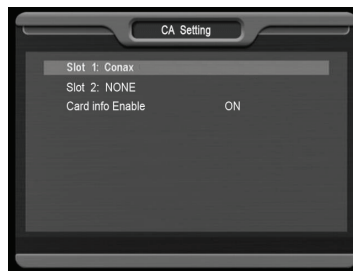 CA Setting
Slot 1: Conax
Slot 2: NONE
Card info Enable ON